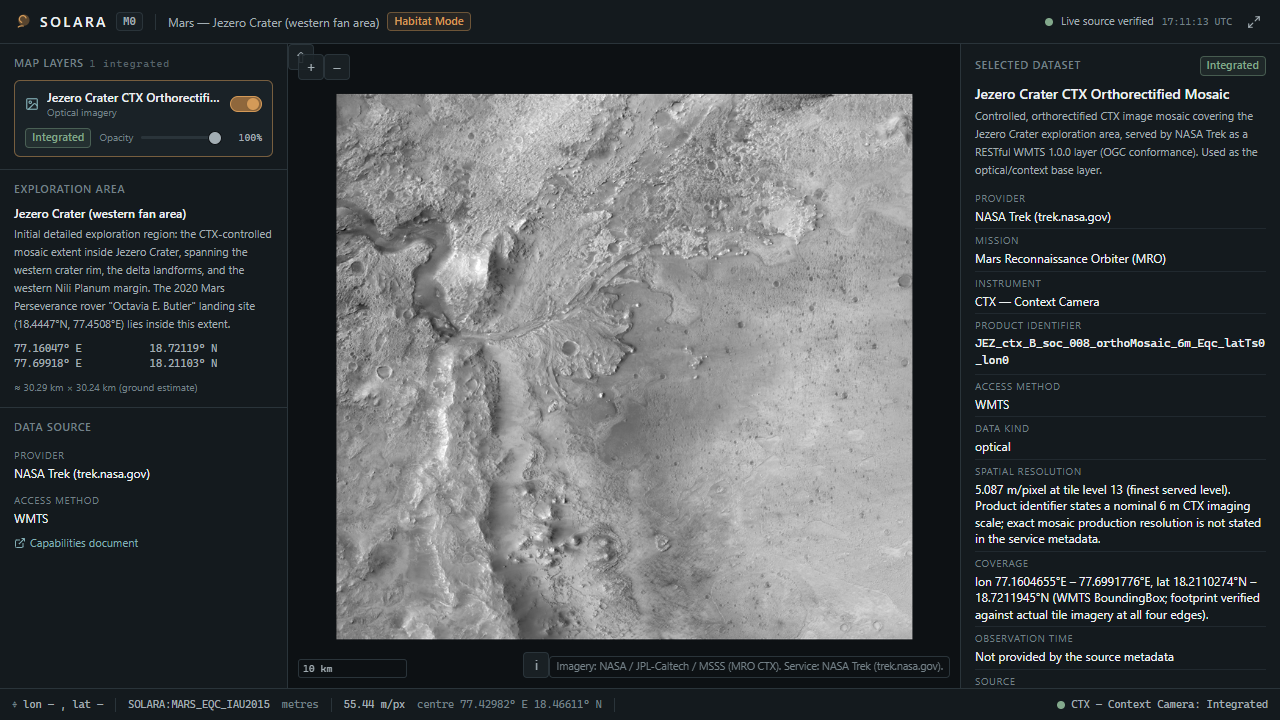 SOLARA M0 Mars — Jezero Crater (western fan area) Habitat Mode Live source verified 17:11:13 UTC
MAP LAYERS 1 integrated
Jezero Crater CTX Orthorectifi...
Optical imagery
Integrated Opacity 100%
EXPLORATION AREA
Jezero Crater (western fan area)
Initial detailed exploration region: the CTX-controlled
mosaic extent inside Jezero Crater, spanning the
western crater rim, the delta landforms, and the
western Nili Planum margin. The 2020 Mars
Perseverance rover "Octavia E. Butler" landing site
(18.4447°N, 77.4508°E) lies inside this extent.
77.16047° E 18.72119° N
77.69918° E 18.21103° N
≈ 30.29 km × 30.24 km (ground estimate)
DATA SOURCE
PROVIDER
NASA Trek (trek.nasa.gov)
ACCESS METHOD
WMTS
Capabilities document
+ −
10 km
i Imagery: NASA / JPL-Caltech / MSSS (MRO CTX). Service: NASA Trek (trek.nasa.gov).
SELECTED DATASET Integrated
Jezero Crater CTX Orthorectified Mosaic
Controlled, orthorectified CTX image mosaic covering the
Jezero Crater exploration area, served by NASA Trek as a
RESTful WMTS 1.0.0 layer (OGC conformance). Used as the
optical/context base layer.
PROVIDER
NASA Trek (trek.nasa.gov)
MISSION
Mars Reconnaissance Orbiter (MRO)
INSTRUMENT
CTX — Context Camera
PRODUCT IDENTIFIER
JEZ_ctx_B_soc_008_orthoMosaic_6m_Eqc_latTs0
_lon0
ACCESS METHOD
WMTS
DATA KIND
optical
SPATIAL RESOLUTION
5.087 m/pixel at tile level 13 (finest served level).
Product identifier states a nominal 6 m CTX imaging
scale; exact mosaic production resolution is not stated
in the service metadata.
COVERAGE
lon 77.1604655°E – 77.6991776°E, lat 18.2110274°N –
18.7211945°N (WMTS BoundingBox; footprint verified
against actual tile imagery at all four edges).
OBSERVATION TIME
Not provided by the source metadata
SOURCE
lon — , lat — SOLARA:MARS_EQC_IAU2015 metres 55.44 m/px centre 77.42982° E 18.46611° N CTX — Context Camera: Integrated